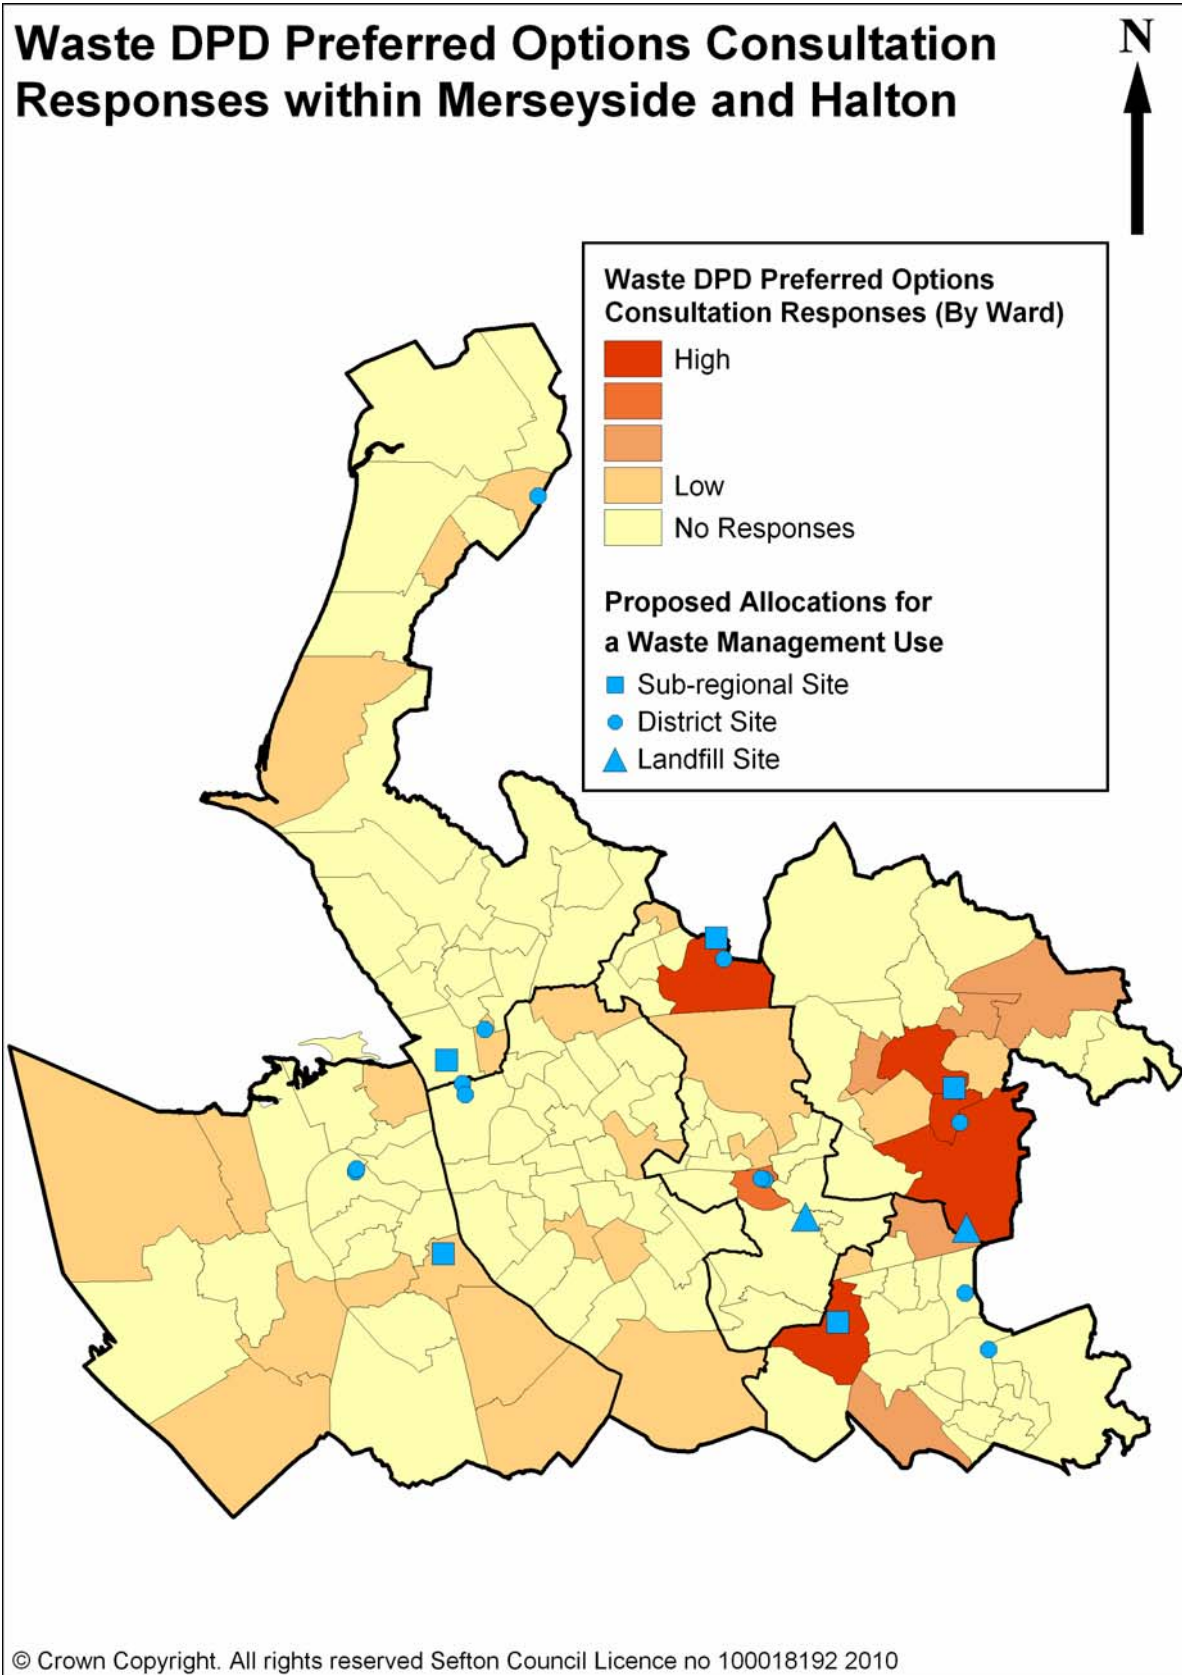 Waste DPD Preferred Options Consultation
Responses within Merseyside and Halton
N
Waste DPD Preferred Options
Consultation Responses (By Ward)
High
Low
No Responses
Proposed Allocations for
a Waste Management Use
Sub-regional Site
District Site
Landfill Site
© Crown Copyright. All rights reserved Sefton Council Licence no 100018192 2010